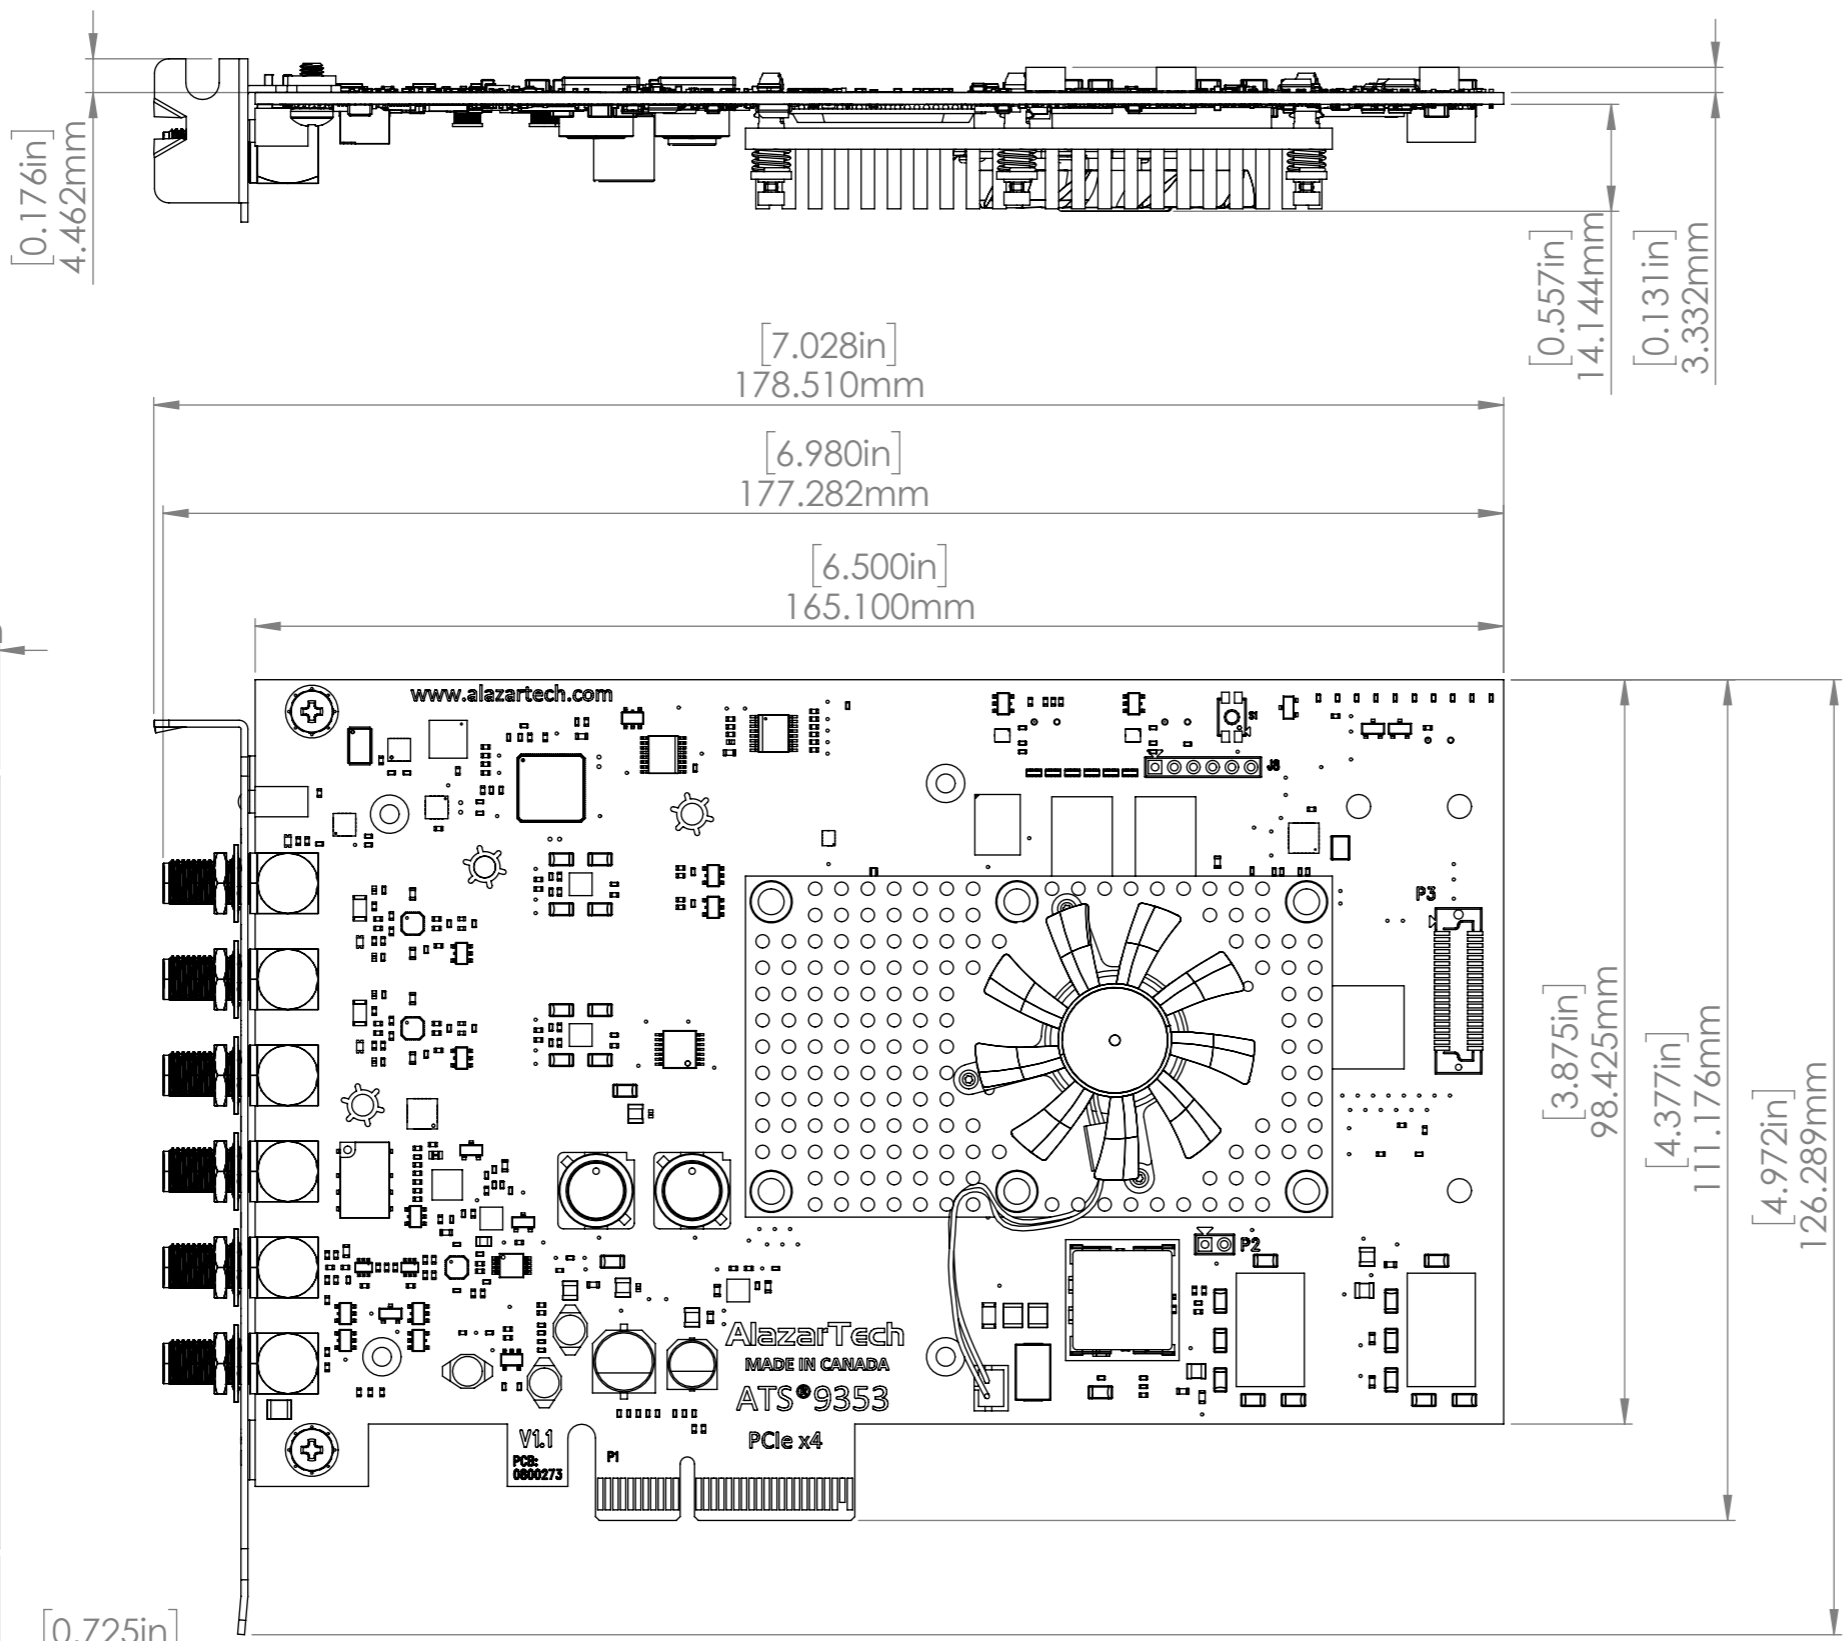 [0.176in]
4.462mm
[0.557in]
14.144mm
[0.131in]
3.332mm
[7.028in]
178.510mm
[6.980in]
177.282mm
[6.500in]
165.100mm
www.alazartech.com
S1
J8
P3
[3.875in]
98.425mm
[4.377in]
111.176mm
[4.972in]
126.289mm
P2
AlazarTech
MADE IN CANADA
ATS®9353
V1.1
PCIe x4
PCB:
0800273
P1
[0.725in]